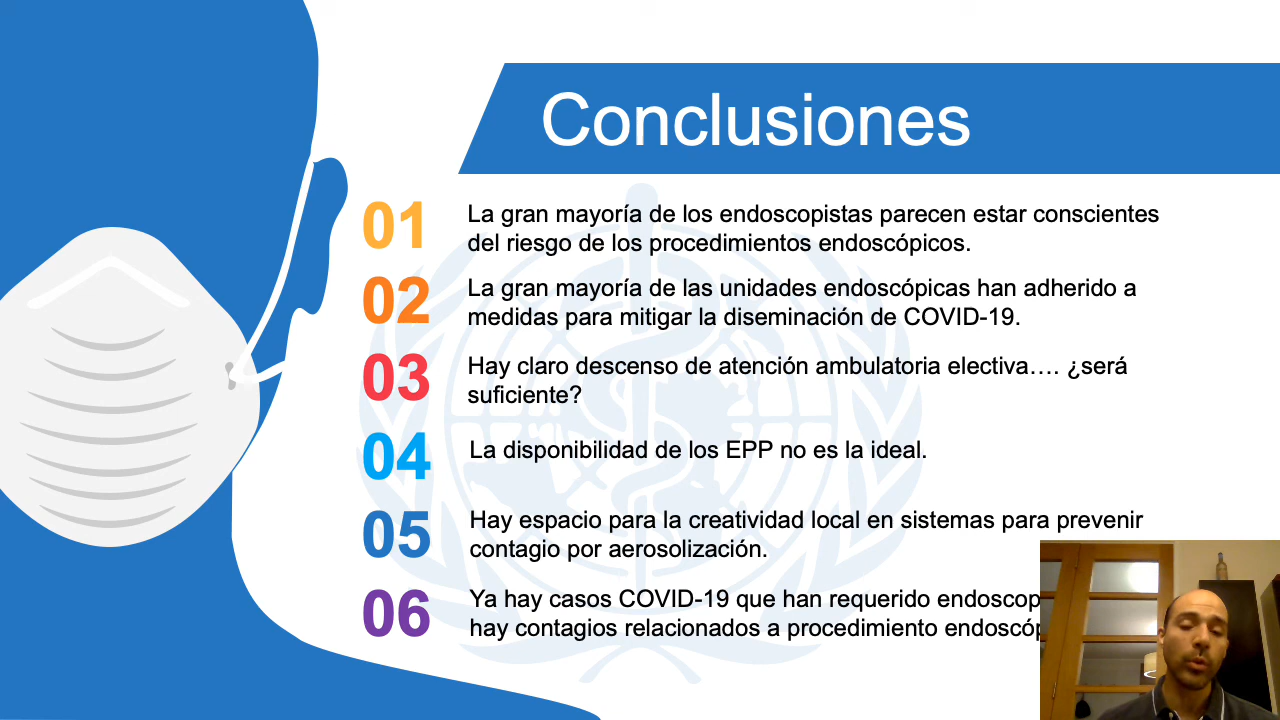 Conclusiones
01
La gran mayoría de los endoscopistas parecen estar conscientes
del riesgo de los procedimientos endoscópicos.
02
La gran mayoría de las unidades endoscópicas han adherido a
medidas para mitigar la diseminación de COVID-19.
03
Hay claro descenso de atención ambulatoria electiva…. ¿será
suficiente?
04
La disponibilidad de los EPP no es la ideal.
05
Hay espacio para la creatividad local en sistemas para prevenir
contagio por aerosolización.
06
Ya hay casos COVID-19 que han requerido
hay contagios relacionados a procedimiento